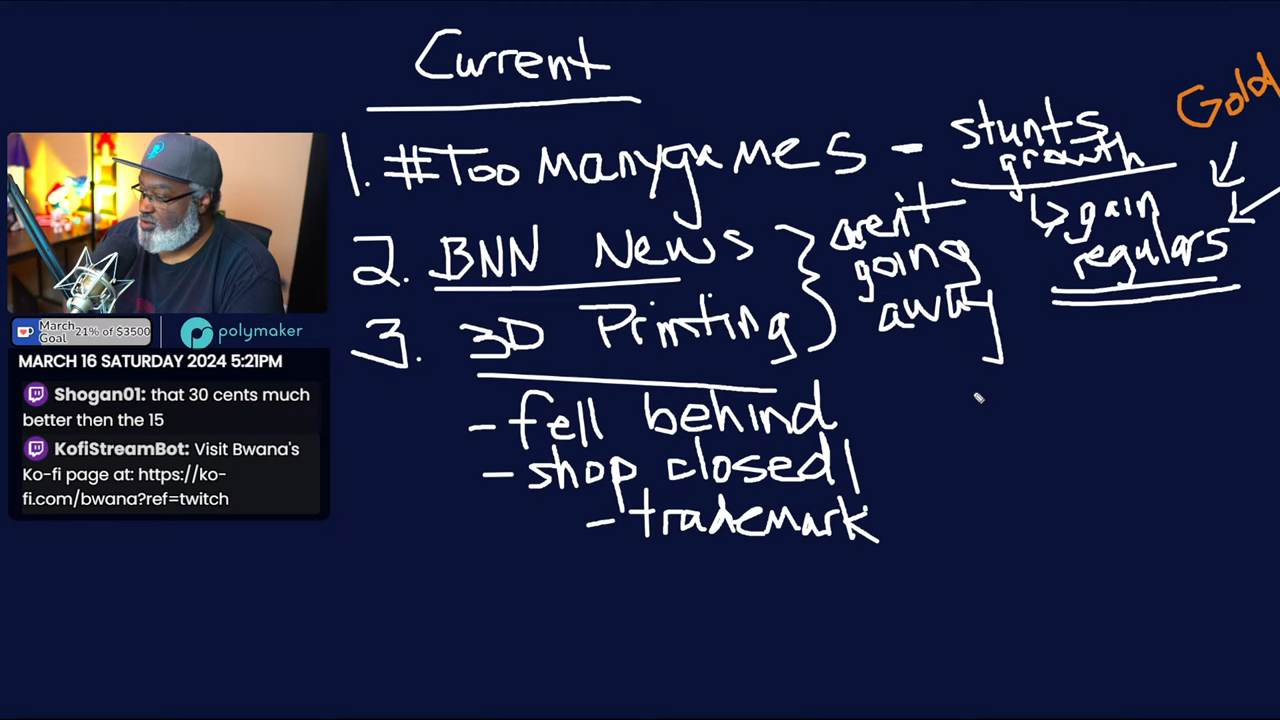 Current
1. #Toomanygames - stunts
growth
↳ gain
regulars
Gold
2. BNN News
3. 3D Printing
aren't
going
away
- fell behind
- shop closed
- trademark
March
Goal
21% of $3500
polymaker
MARCH 16 SATURDAY 2024 5:21PM
Shogan01: that 30 cents much
better then the 15
KofiStreamBot: Visit Bwana's
Ko-fi page at: https://ko-
fi.com/bwana?ref=twitch